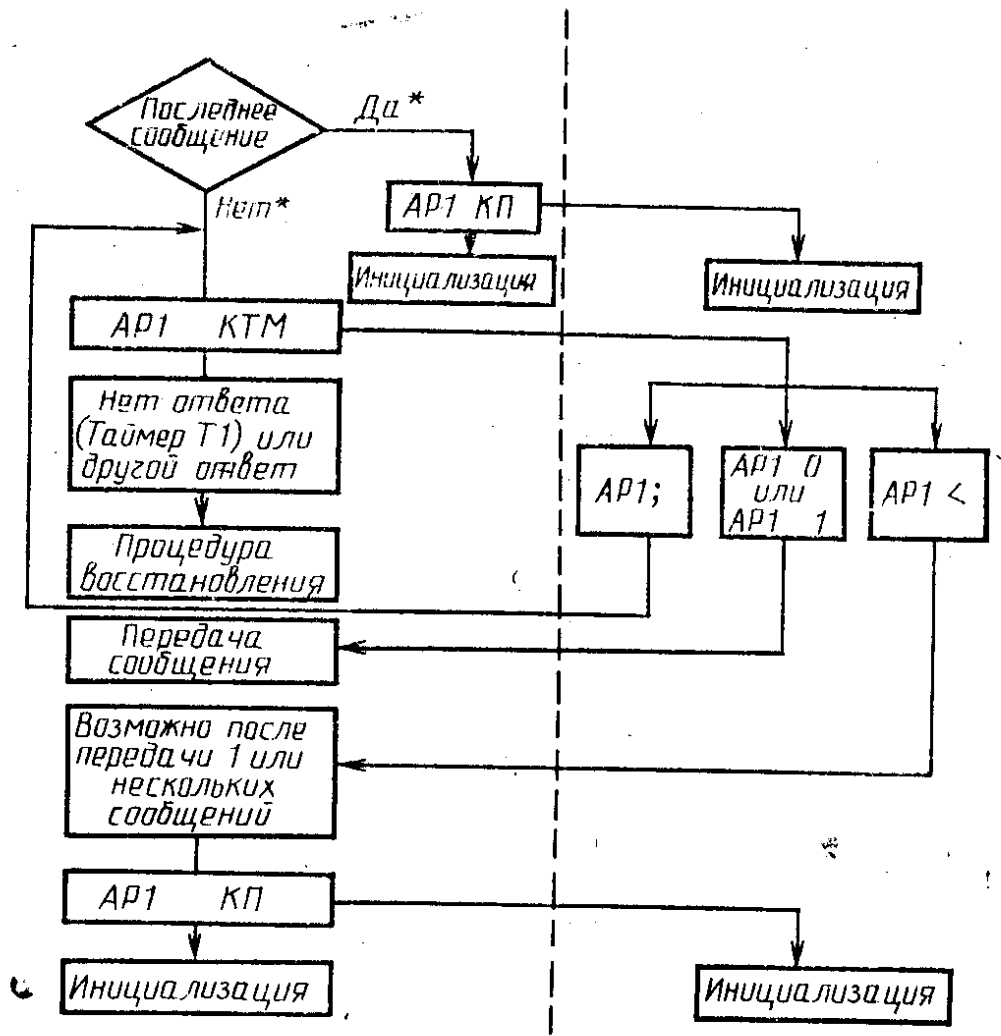 Последнее
сообщение
Да*
Нет*
АР1 КП
Инициализация
Инициализация
АР1 КТМ
Нет ответа
(Таймер Т1) или
другой ответ
АР1;
АР1 0
или
АР1 1
АР1 <
Процедура
восстановления
Передача
сообщения
Возможно после
передачи 1 или
нескольких
сообщений
АР1 КП
Инициализация
Инициализация